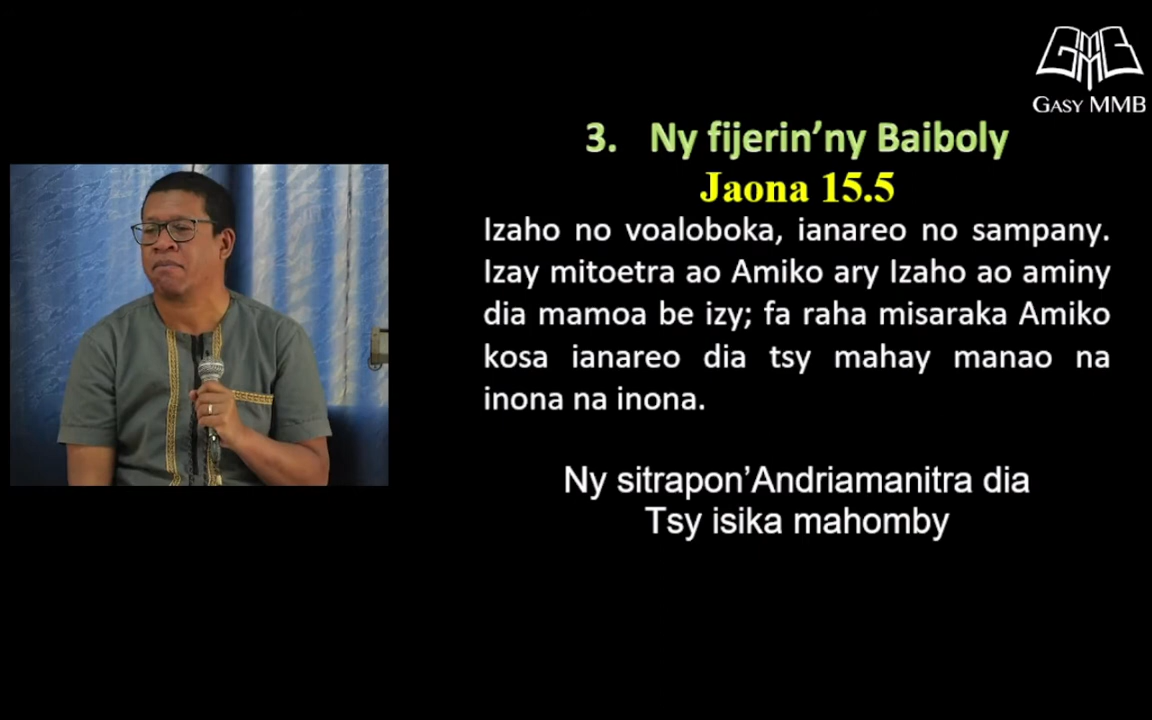 GASY MMB
3. Ny fijerin’ny Baiboly
Jaona 15.5
Izaho no voaloboka, ianareo no sampany.
Izay mitoetra ao Amiko ary Izaho ao aminy
dia mamoa be izy; fa raha misaraka Amiko
kosa ianareo dia tsy mahay manao na
inona na inona.
Ny sitrapon’Andriamanitra dia
Tsy isika mahomby